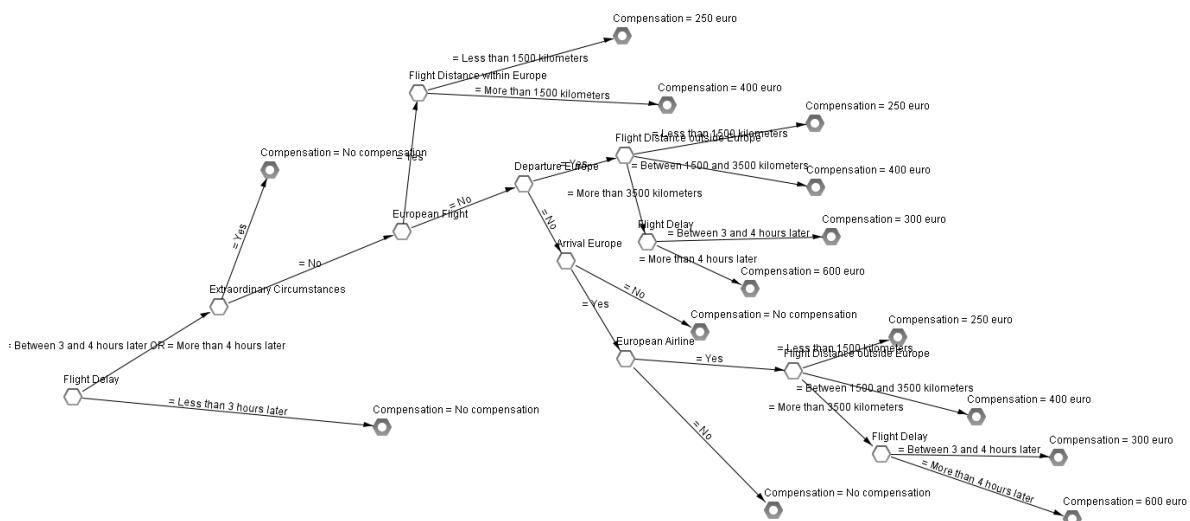 Compensation = 250 euro
= Less than 1500 kilometers
Flight Distance within Europe
= More than 1500 kilometers
Compensation = 400 euro
Compensation = 250 euro
= Less than 1500 kilometers
Flight Distance outside Europe
Compensation = No compensation
= Yes
Departure Europe
= Yes
= Between 1500 and 3500 kilometers
Compensation = 400 euro
= More than 3500 kilometers
= No
European Flight
= Yes
= No
Flight Delay
= Between 3 and 4 hours later
Compensation = 300 euro
Arrival Europe
= No
= More than 4 hours later
Compensation = 600 euro
Extraordinary Circumstances
= Yes
= No
Compensation = No compensation
Compensation = 250 euro
= Between 3 and 4 hours later OR = More than 4 hours later
European Airline
= Less than 1500 kilometers
= Yes
Flight Distance outside Europe
Flight Delay
= Between 1500 and 3500 kilometers
= More than 3500 kilometers
Compensation = 400 euro
= Less than 3 hours later
Compensation = No compensation
= No
Flight Delay
= Between 3 and 4 hours later
Compensation = 300 euro
= More than 4 hours later
Compensation = No compensation
Compensation = 600 euro